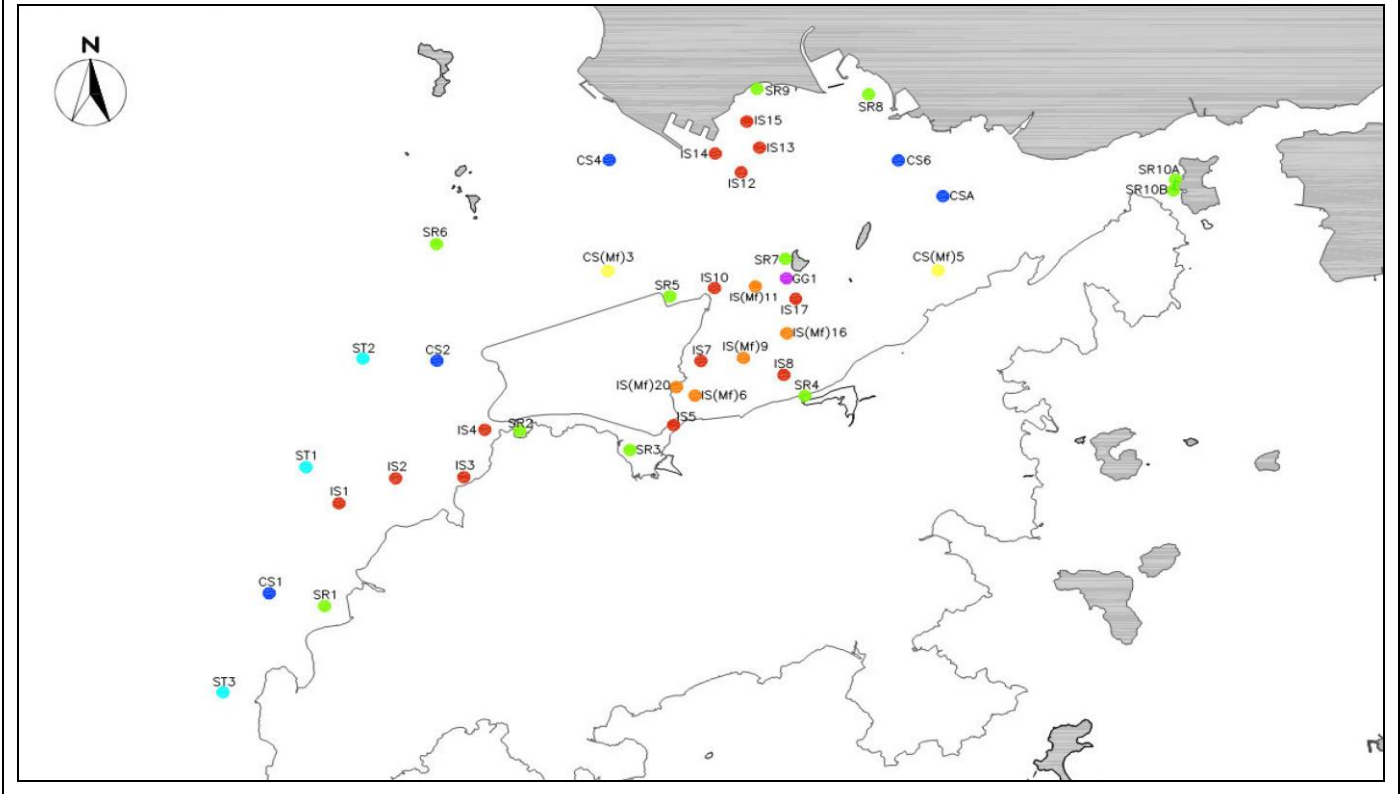 N
SR9
SR8
IS15
IS13
IS14
CS4
CS6
IS12
SR10A
SR10B
CSA
SR6
CS(Mf)3
SR7
CS(Mf)5
GG1
IS10
SR5
IS(Mf)11
IS17
IS(Mf)16
ST2
CS2
IS7
IS(Mf)9
IS8
IS(Mf)20
SR4
IS(Mf)6
IS5
IS4
SR2
SR3
ST1
IS2
IS3
IS1
CS1
SR1
ST3